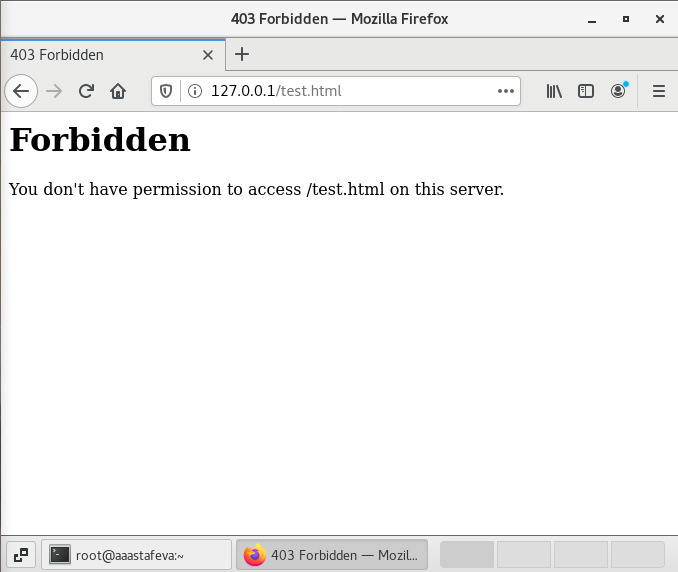 403 Forbidden — Mozilla Firefox
403 Forbidden
127.0.0.1/test.html
Forbidden
You don't have permission to access /test.html on this server.
root@aaastafeva:~
403 Forbidden — Mozil...